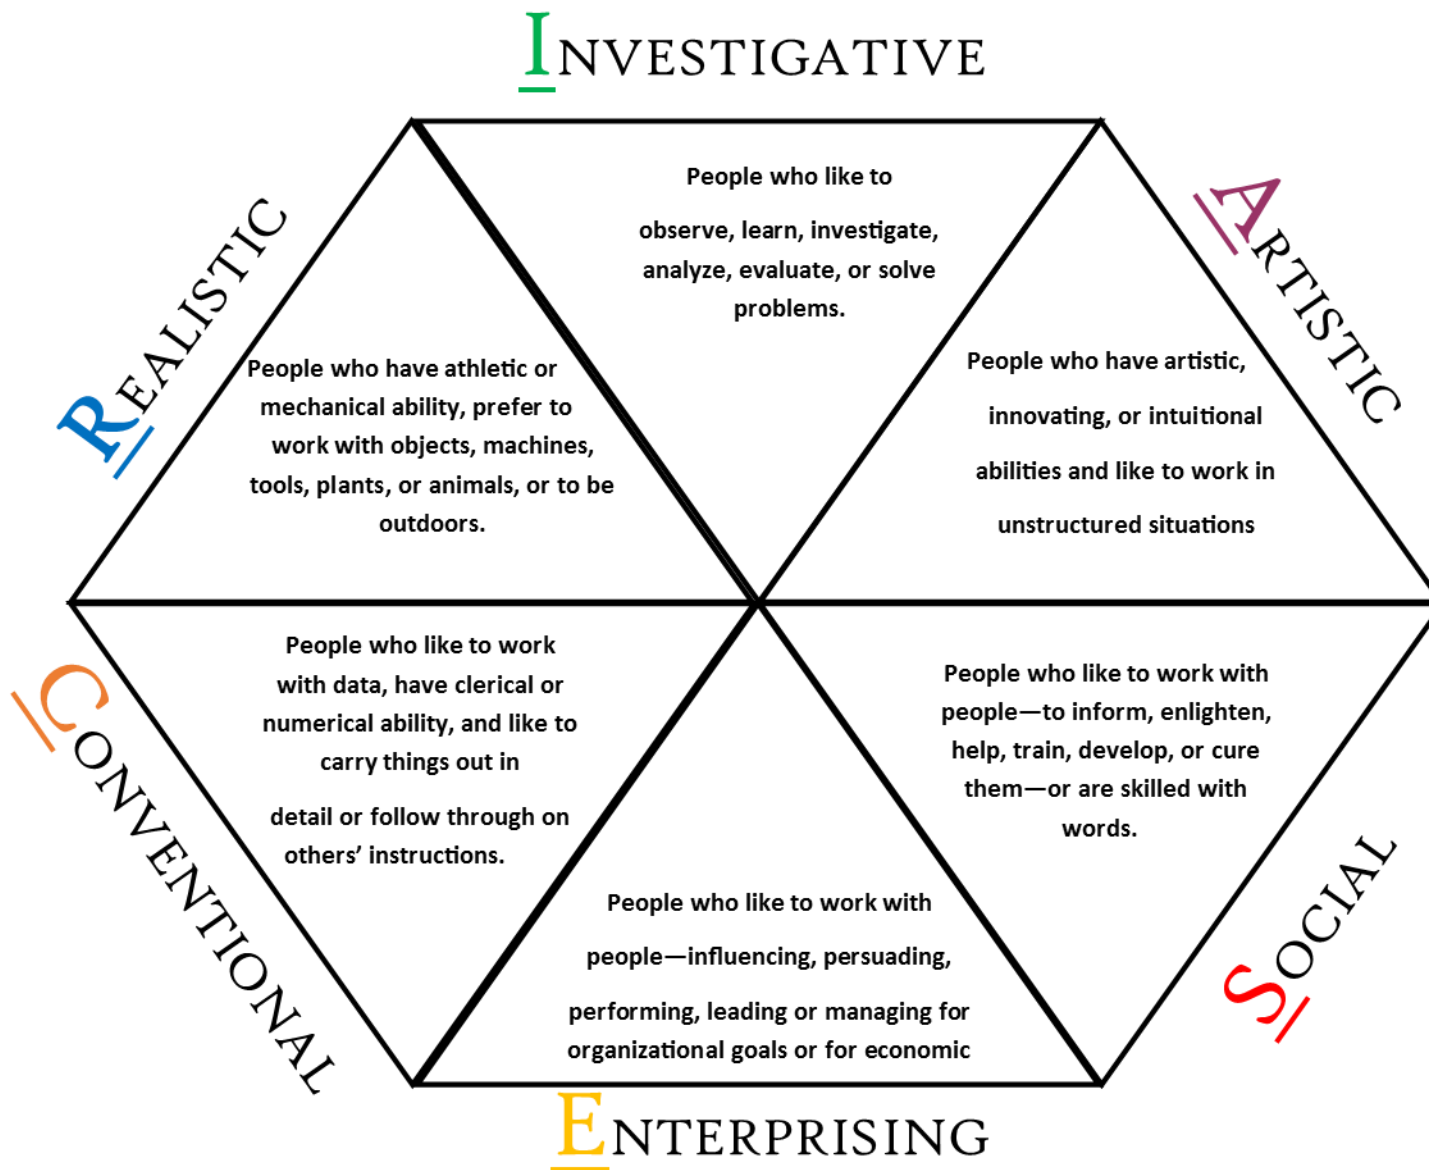 INVESTIGATIVE
People who like to
observe, learn, investigate,
analyze, evaluate, or solve
problems.
ARTISTIC
People who have artistic,
innovating, or intuitional
abilities and like to work in
unstructured situations
REALISTIC
People who have athletic or
mechanical ability, prefer to
work with objects, machines,
tools, plants, or animals, or to be
outdoors.
CONVENTIONAL
People who like to work
with data, have clerical or
numerical ability, and like to
carry things out in
detail or follow through on
others’ instructions.
SOCIAL
People who like to work with
people—to inform, enlighten,
help, train, develop, or cure
them—or are skilled with
words.
People who like to work with
people—influencing, persuading,
performing, leading or managing for
organizational goals or for economic
ENTERPRISING